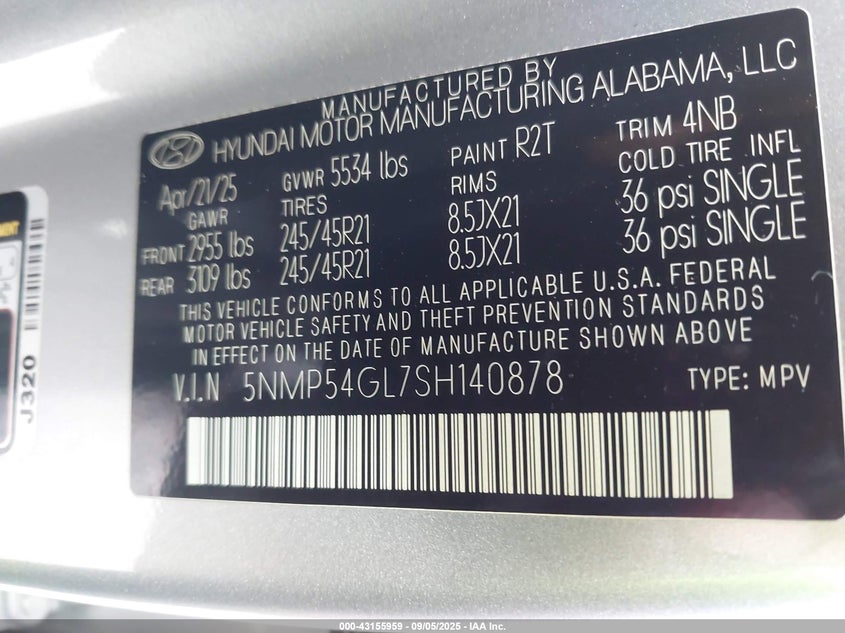 MANUFACTURED BY
HYUNDAI MOTOR MANUFACTURING ALABAMA, LLC
Apr/21/25 GVWR 5534 lbs PAINT R2T TRIM 4NB
GAWR TIRES RIMS COLD TIRE INFL
FRONT 2955 lbs 245/45R21 8.5JX21 36 psi SINGLE
REAR 3109 lbs 245/45R21 8.5JX21 36 psi SINGLE
THIS VEHICLE CONFORMS TO ALL APPLICABLE U.S.A. FEDERAL
MOTOR VEHICLE SAFETY AND THEFT PREVENTION STANDARDS
IN EFFECT ON THE DATE OF MANUFACTURE SHOWN ABOVE
V.I.N 5NMP54GL7SH140878 TYPE: MPV
J320
000-43155959 - 09/05/2025 - IAA Inc.